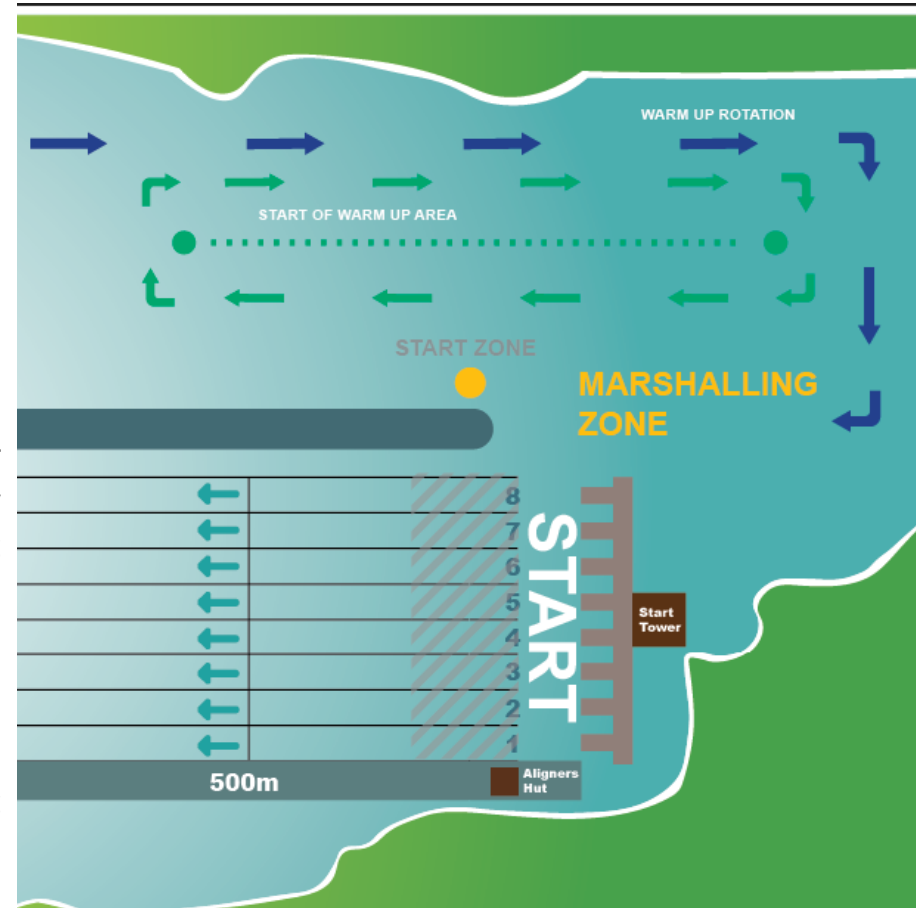 WARM UP ROTATION
START OF WARM UP AREA
START ZONE
MARSHALLING
ZONE
8
7
6
5
4
3
2
1
START
Start
Tower
500m
Aligners
Hut